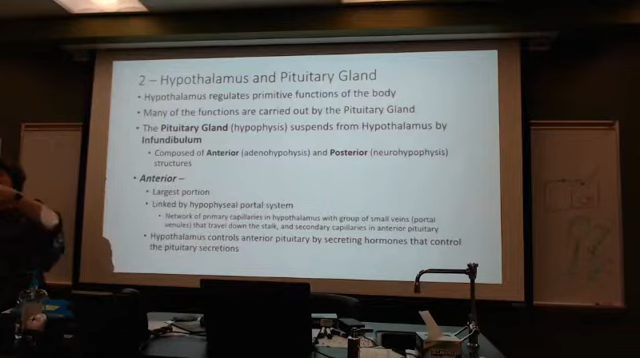 2 – Hypothalamus and Pituitary Gland
• Hypothalamus regulates primitive functions of the body
• Many of the functions are carried out by the Pituitary Gland
• The Pituitary Gland (hypophysis) suspends from Hypothalamus by
Infundibulum
• Composed of Anterior (adenohypohysis) and Posterior (neurohypophysis)
structures
• Anterior –
• Largest portion
• Linked by hypophyseal portal system
• Network of primary capillaries in hypothalamus with group of small veins (portal
venules) that travel down the stalk, and secondary capillaries in anterior pituitary
• Hypothalamus controls anterior pituitary by secreting hormones that control
the pituitary secretions